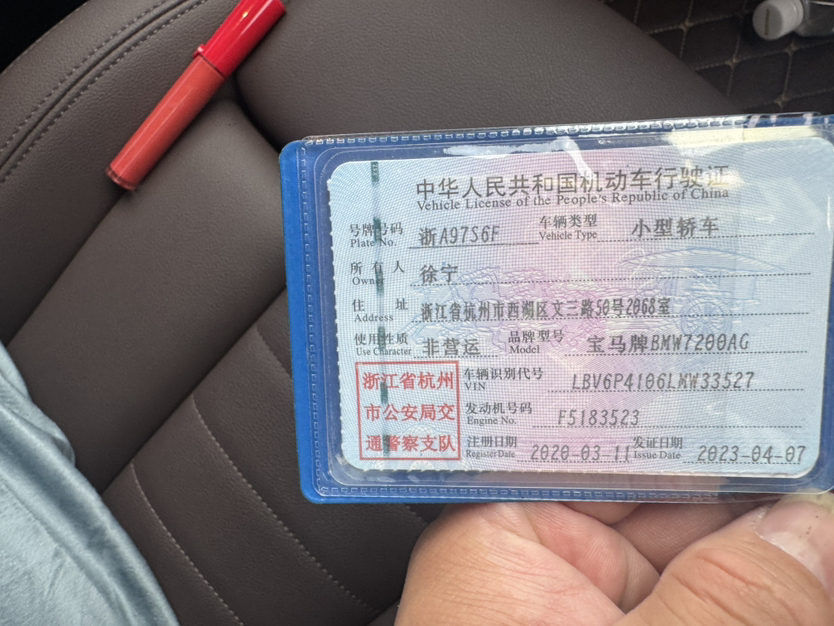 中华人民共和国机动车行驶证
Vehicle License of the People's Republic of China
号牌号码 浙A97S6F 车辆类型 小型轿车
Plate No. Vehicle Type
所有人 徐宁
Owner
住址 浙江省杭州市西湖区文三路50号2068室
Address
使用性质 非营运 品牌型号 宝马牌BMW7200AG
Use Character Model
浙江省杭州
市公安局交
通警察支队
车辆识别代号 LBV6P4106LMW33527
VIN
发动机号码 F5183523
Engine No.
注册日期 2020-03-11 发证日期 2023-04-07
Register Date Issue Date